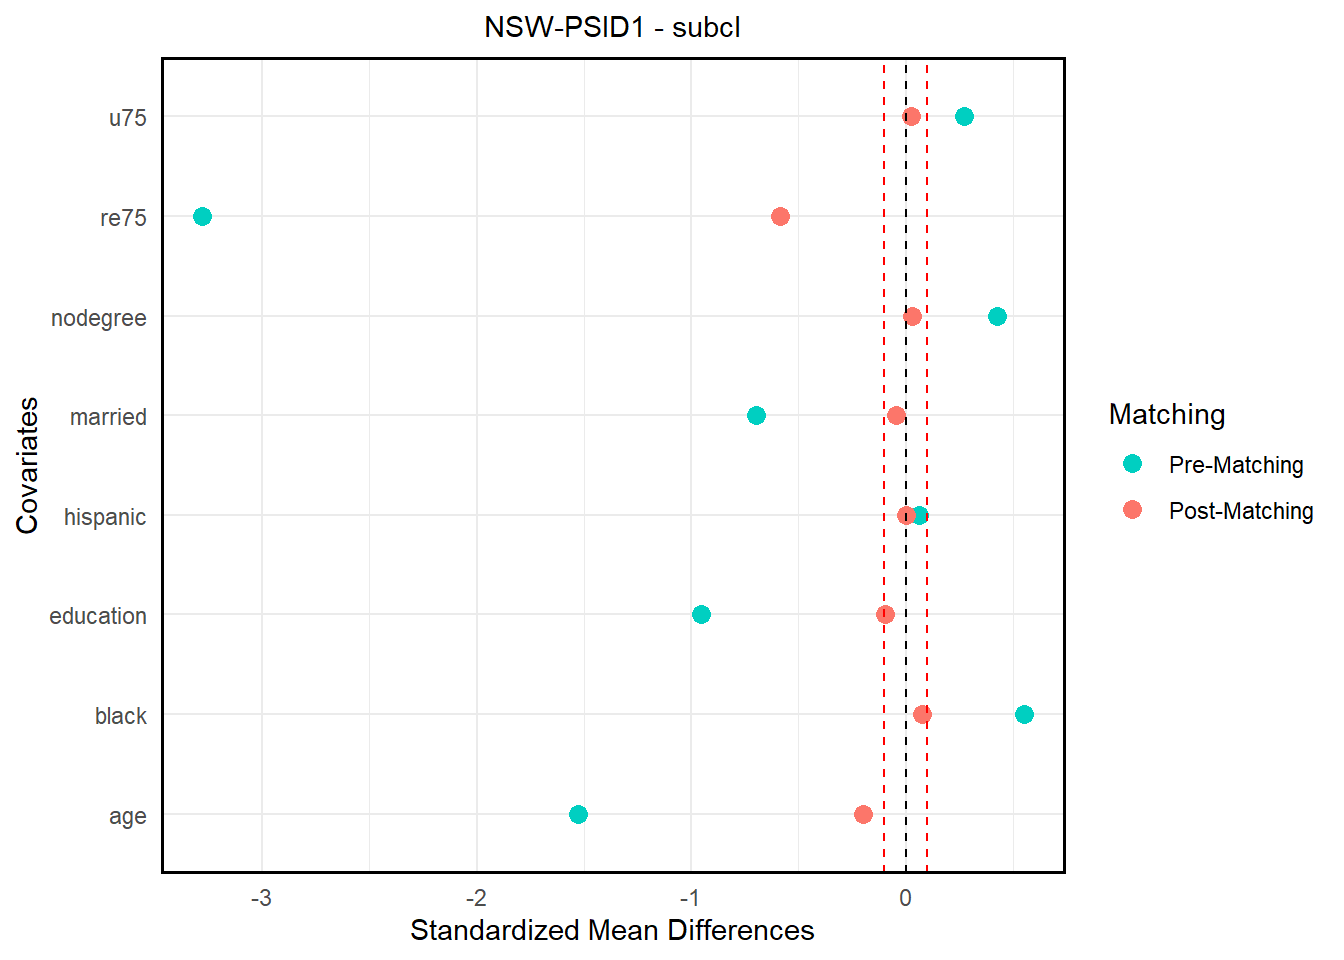 NSW-PSID1 - subcl
u75
re75
nodegree
married
hispanic
education
black
age
Covariates
-3 -2 -1 0
Standardized Mean Differences
Matching
Pre-Matching
Post-Matching